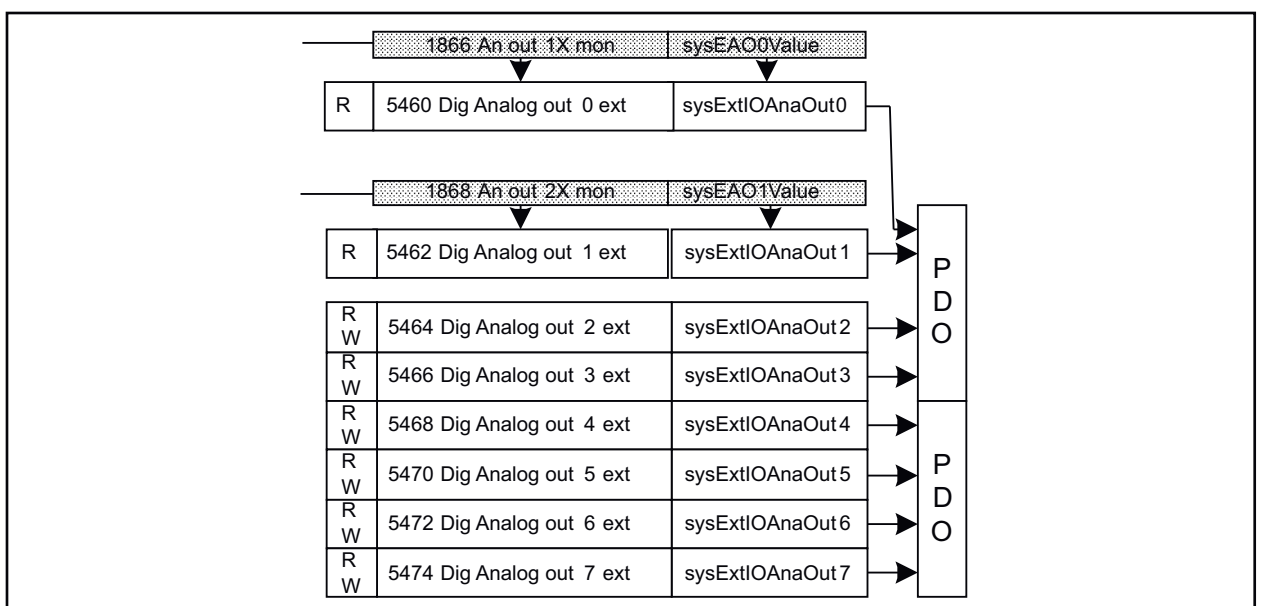 1866 An out 1X mon sysEAO0Value
R 5460 Dig Analog out 0 ext sysExtIOAnaOut0
1868 An out 2X mon sysEAO1Value
R 5462 Dig Analog out 1 ext sysExtIOAnaOut1
R W 5464 Dig Analog out 2 ext sysExtIOAnaOut2
R W 5466 Dig Analog out 3 ext sysExtIOAnaOut3
PDO
R W 5468 Dig Analog out 4 ext sysExtIOAnaOut4
R W 5470 Dig Analog out 5 ext sysExtIOAnaOut5
R W 5472 Dig Analog out 6 ext sysExtIOAnaOut6
R W 5474 Dig Analog out 7 ext sysExtIOAnaOut7
PDO